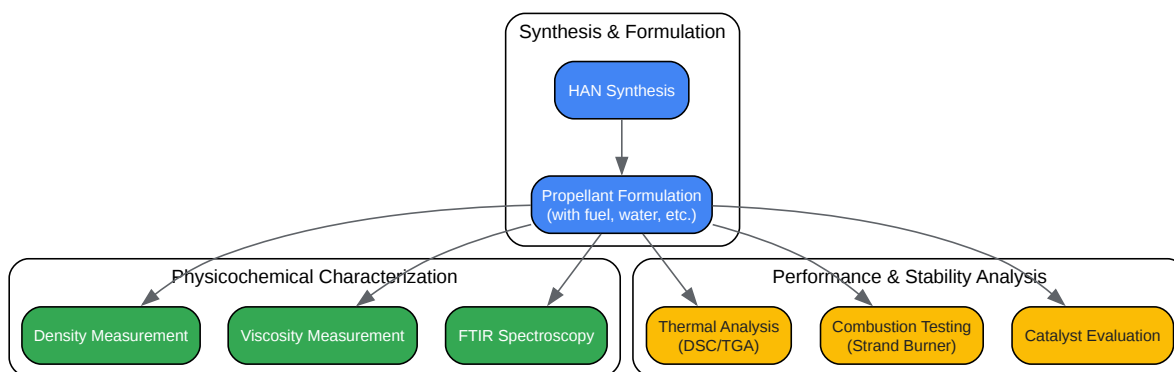 Synthesis & Formulation
HAN Synthesis
Propellant Formulation
(with fuel, water, etc.)
Physicochemical Characterization
Density Measurement
Viscosity Measurement
FTIR Spectroscopy
Performance & Stability Analysis
Thermal Analysis
(DSC/TGA)
Combustion Testing
(Strand Burner)
Catalyst Evaluation